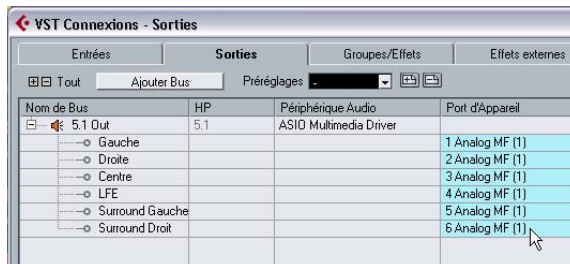 VST Connexions - Sorties
Entrées Sorties Groupes/Effets Effets externes
Tout Ajouter Bus Préréglages -
Nom de Bus HP Périphérique Audio Port d'Appareil
5.1 Out 5.1 ASIO Multimedia Driver
Gauche 1 Analog MF (1)
Droite 2 Analog MF (1)
Centre 3 Analog MF (1)
LFE 4 Analog MF (1)
Surround Gauche 5 Analog MF (1)
Surround Droit 6 Analog MF (1)